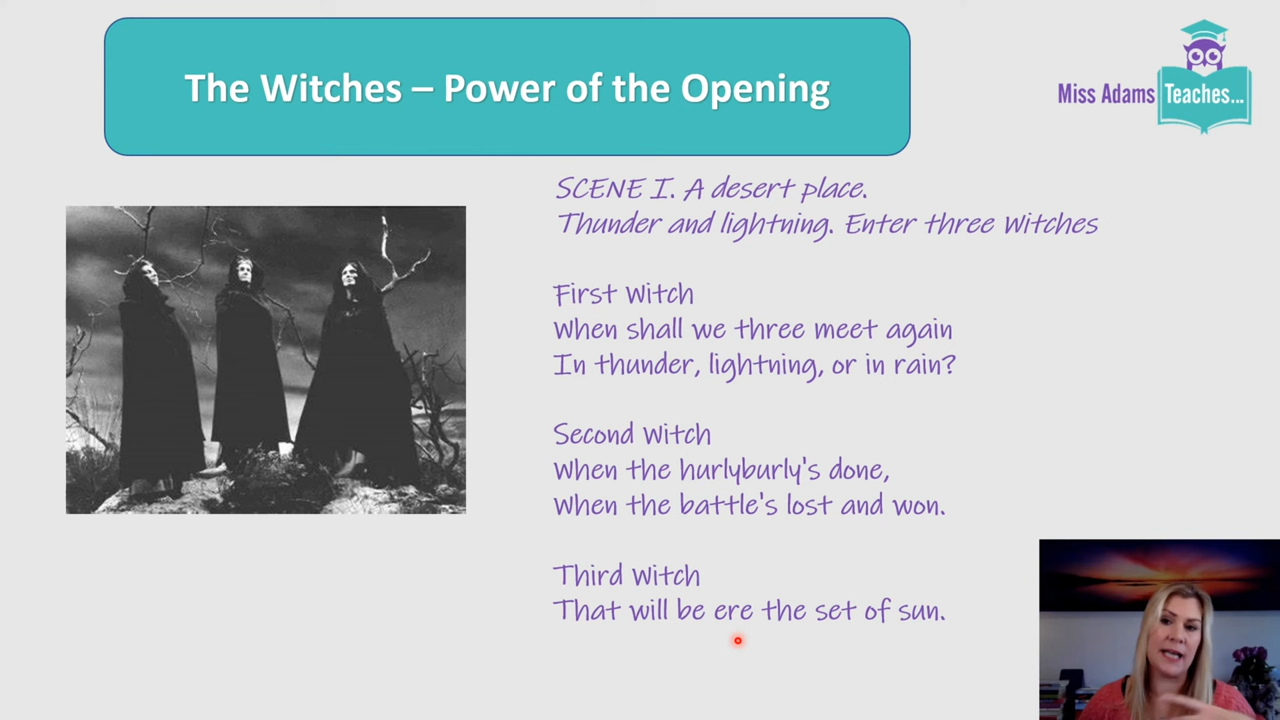 The Witches – Power of the Opening
Miss Adams Teaches...
SCENE I. A desert place.
Thunder and lightning. Enter three Witches
First Witch
When shall we three meet again
In thunder, lightning, or in rain?
Second Witch
When the hurlyburly's done,
When the battle's lost and won.
Third Witch
That will be ere the set of sun.